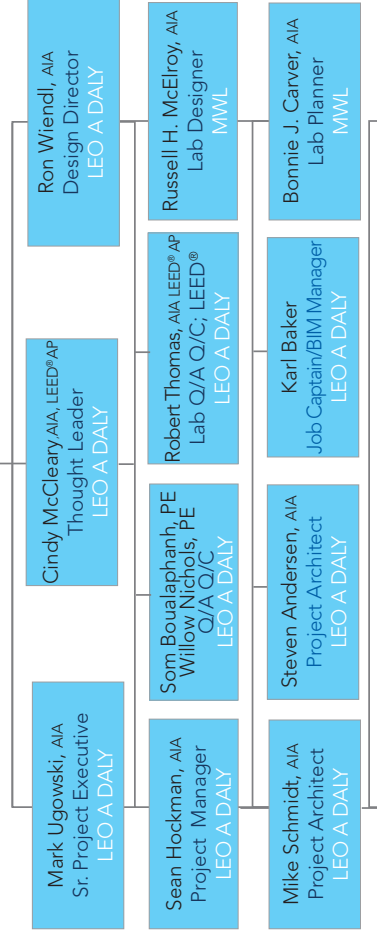 Mark Ugowski, AIA
Sr. Project Executive
LEO A DALY
Cindy McCleary,AIA, LEED® AP
Thought Leader
LEO A DALY
Ron Wiendl, AIA
Design Director
LEO A DALY
Sean Hockman, AIA
Project Manager
LEO A DALY
Som Boualaphanh, PE
Willow Nichols, PE
Q/A Q/C
LEO A DALY
Robert Thomas, AIA LEED® AP
Lab Q/A Q/C; LEED®
LEO A DALY
Russell H. McElroy, AIA
Lab Designer
MWL
Mike Schmidt, AIA
Project Architect
LEO A DALY
Steven Andersen, AIA
Project Architect
LEO A DALY
Karl Baker
Job Captain/BIM Manager
LEO A DALY
Bonnie J. Carver, AIA
Lab Planner
MWL